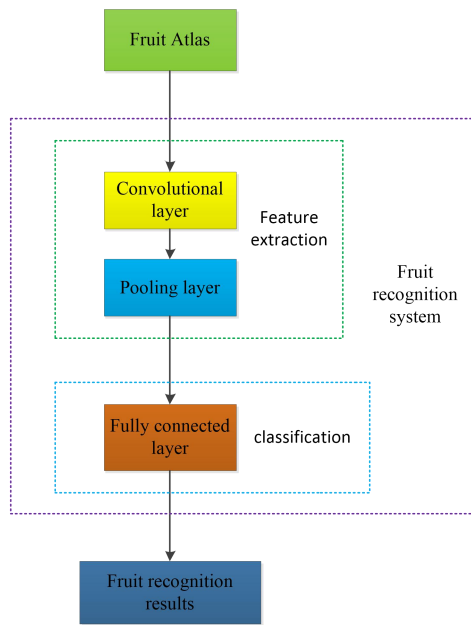 Fruit Atlas
Convolutional
layer
Feature
extraction
Pooling layer
Fruit
recognition
system
Fully connected
layer
classification
Fruit recognition
results